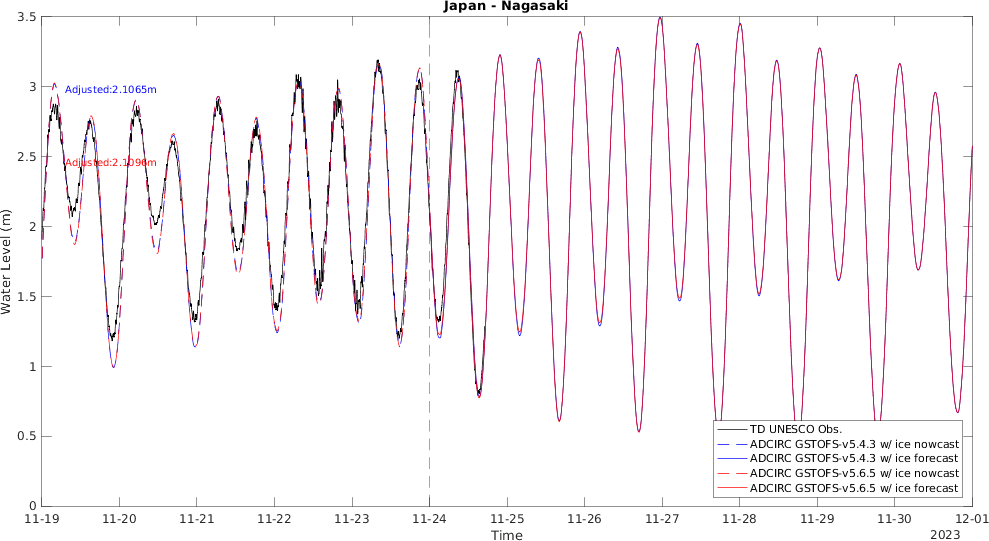 Japan - Nagasaki
3.5
3
2.5
2
1.5
1
0.5
0
Water Level (m)
Adjusted:2.1065m
Adjusted:2.1096m
TD UNESCO Obs.
ADCIRC GSTOFS-v5.4.3 w/ ice nowcast
ADCIRC GSTOFS-v5.4.3 w/ ice forecast
ADCIRC GSTOFS-v5.6.5 w/ ice nowcast
ADCIRC GSTOFS-v5.6.5 w/ ice forecast
11-19 11-20 11-21 11-22 11-23 11-24 11-25 11-26 11-27 11-28 11-29 11-30 12-01
Time
2023